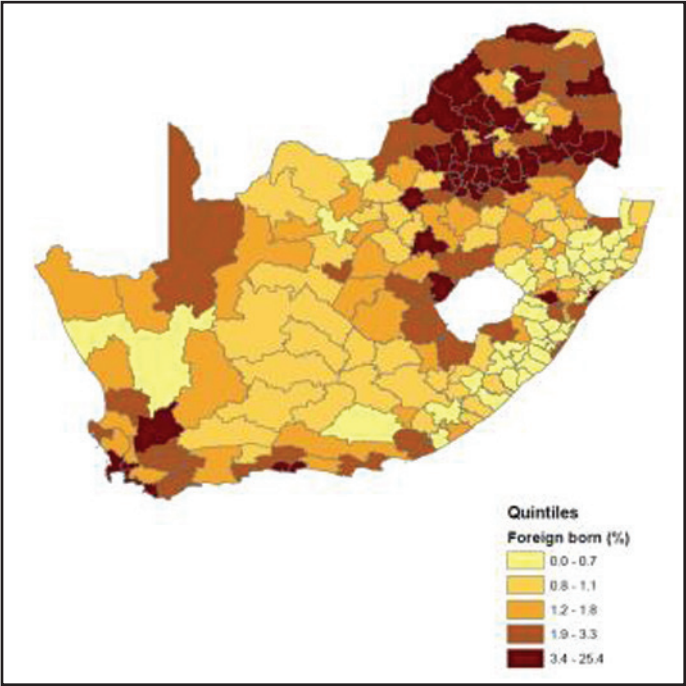 Quintiles
Foreign born (%)
0.0 - 0.7
0.8 - 1.1
1.2 - 1.8
1.9 - 3.3
3.4 - 25.4